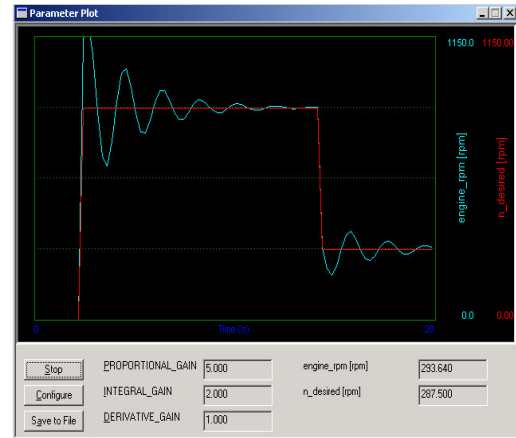 Parameter Plot
1150.0 1150.00
engine_rpm [rpm]
n_desired [rpm]
0.0 0.00
0 Time (s) 20
Stop PROPORTIONAL_GAIN 5.000 engine_rpm [rpm] 293.640
Configure INTEGRAL_GAIN 2.000 n_desired [rpm] 287.500
Save to File DERIVATIVE_GAIN 1.000